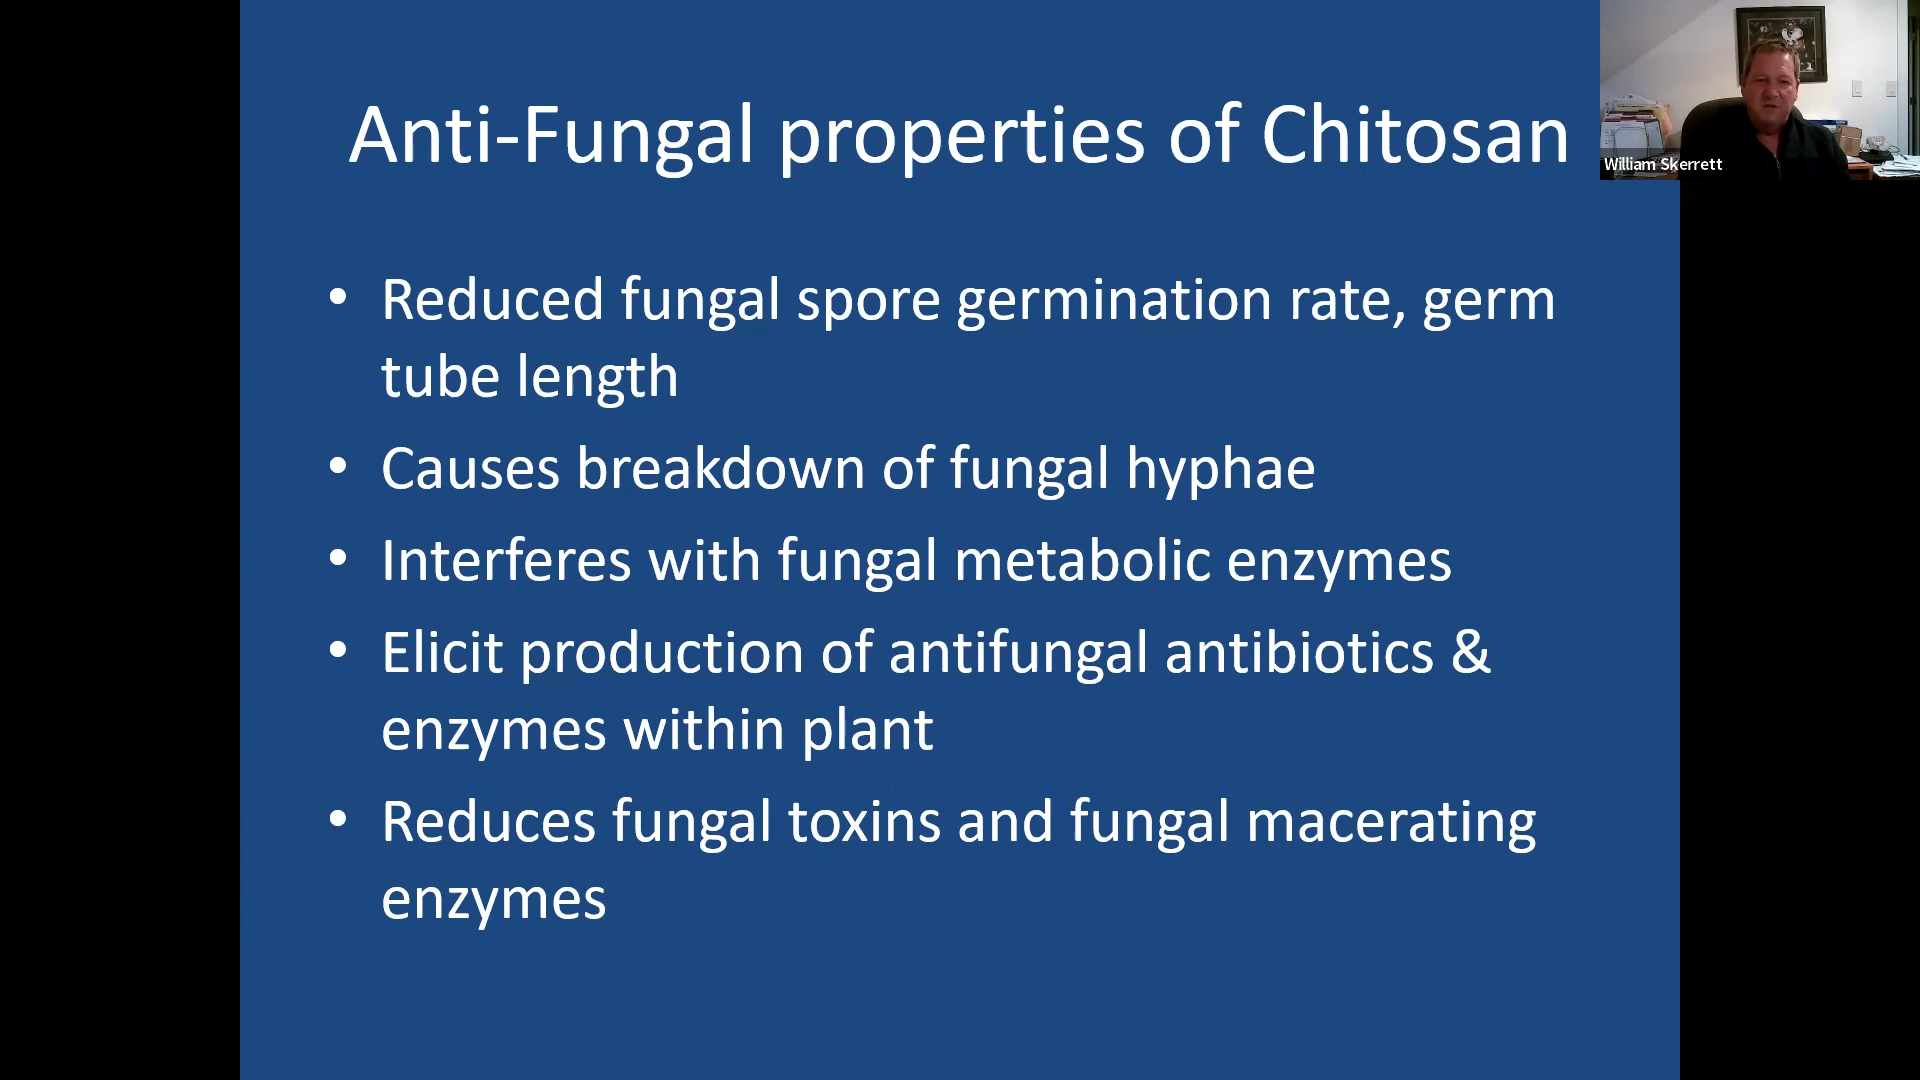 Anti-Fungal properties of Chitosan
William Skerrett
• Reduced fungal spore germination rate, germ
tube length
• Causes breakdown of fungal hyphae
• Interferes with fungal metabolic enzymes
• Elicit production of antifungal antibiotics &
enzymes within plant
• Reduces fungal toxins and fungal macerating
enzymes